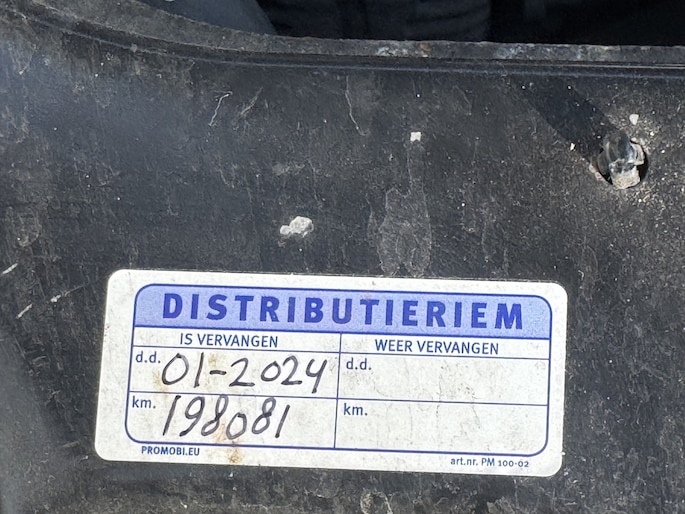 DISTRIBUTIERIEM
IS VERVANGEN WEER VERVANGEN
d.d. 01-2024 d.d.
km. 198081 km.
PROMOBI.EU art.nr. PM 100-02